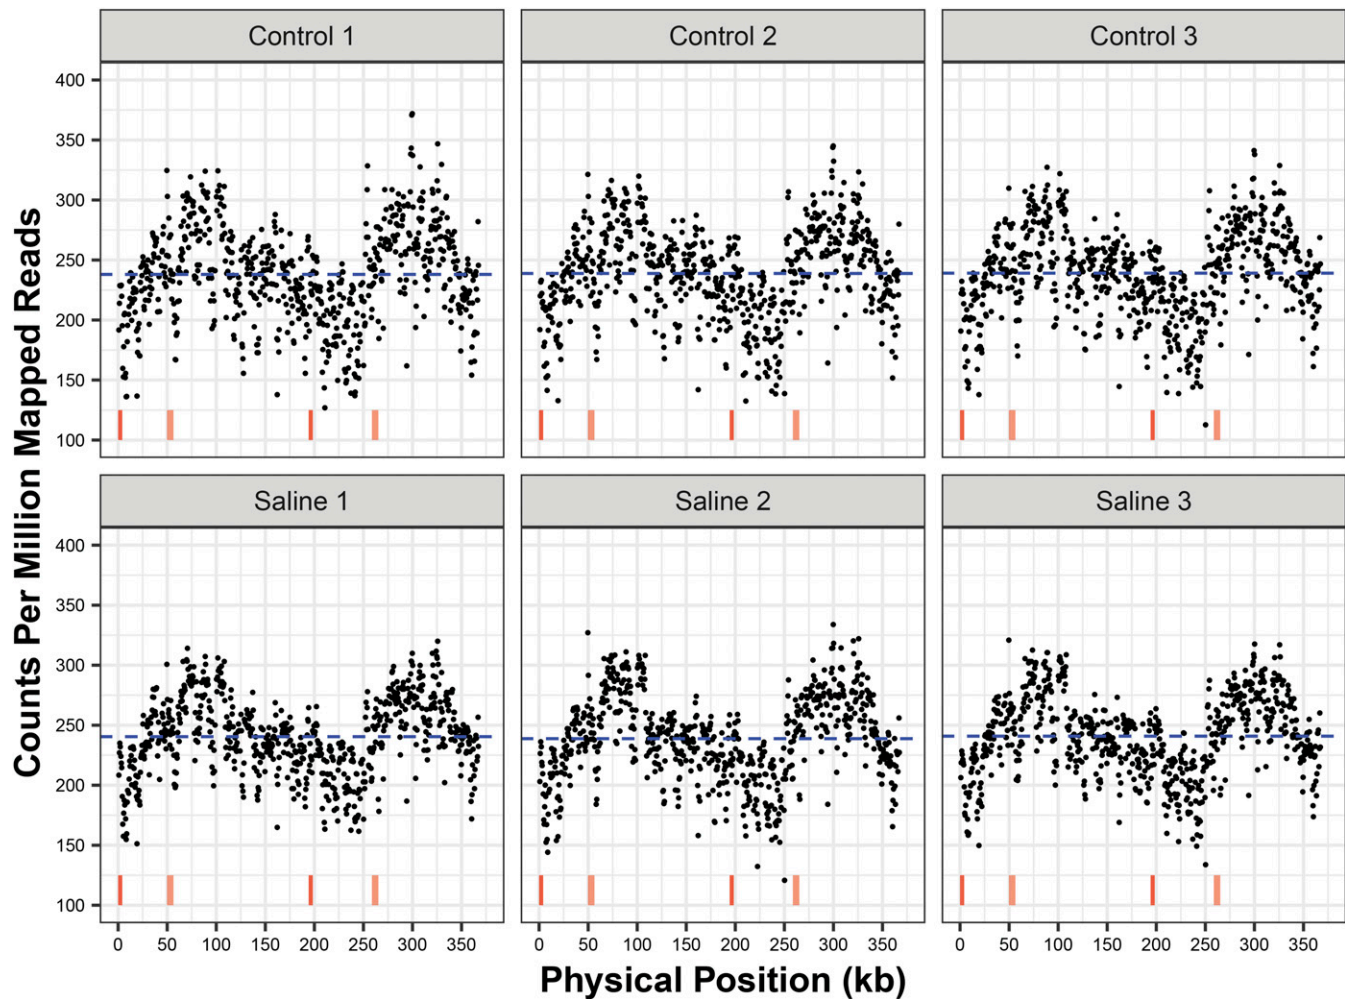 Control 1 Control 2 Control 3
400
350
300
250
200
150
100
Saline 1 Saline 2 Saline 3
400
350
300
250
200
150
100
0 50 100 150 200 250 300 350 0 50 100 150 200 250 300 350 0 50 100 150 200 250 300 350
Counts Per Million Mapped Reads
Physical Position (kb)